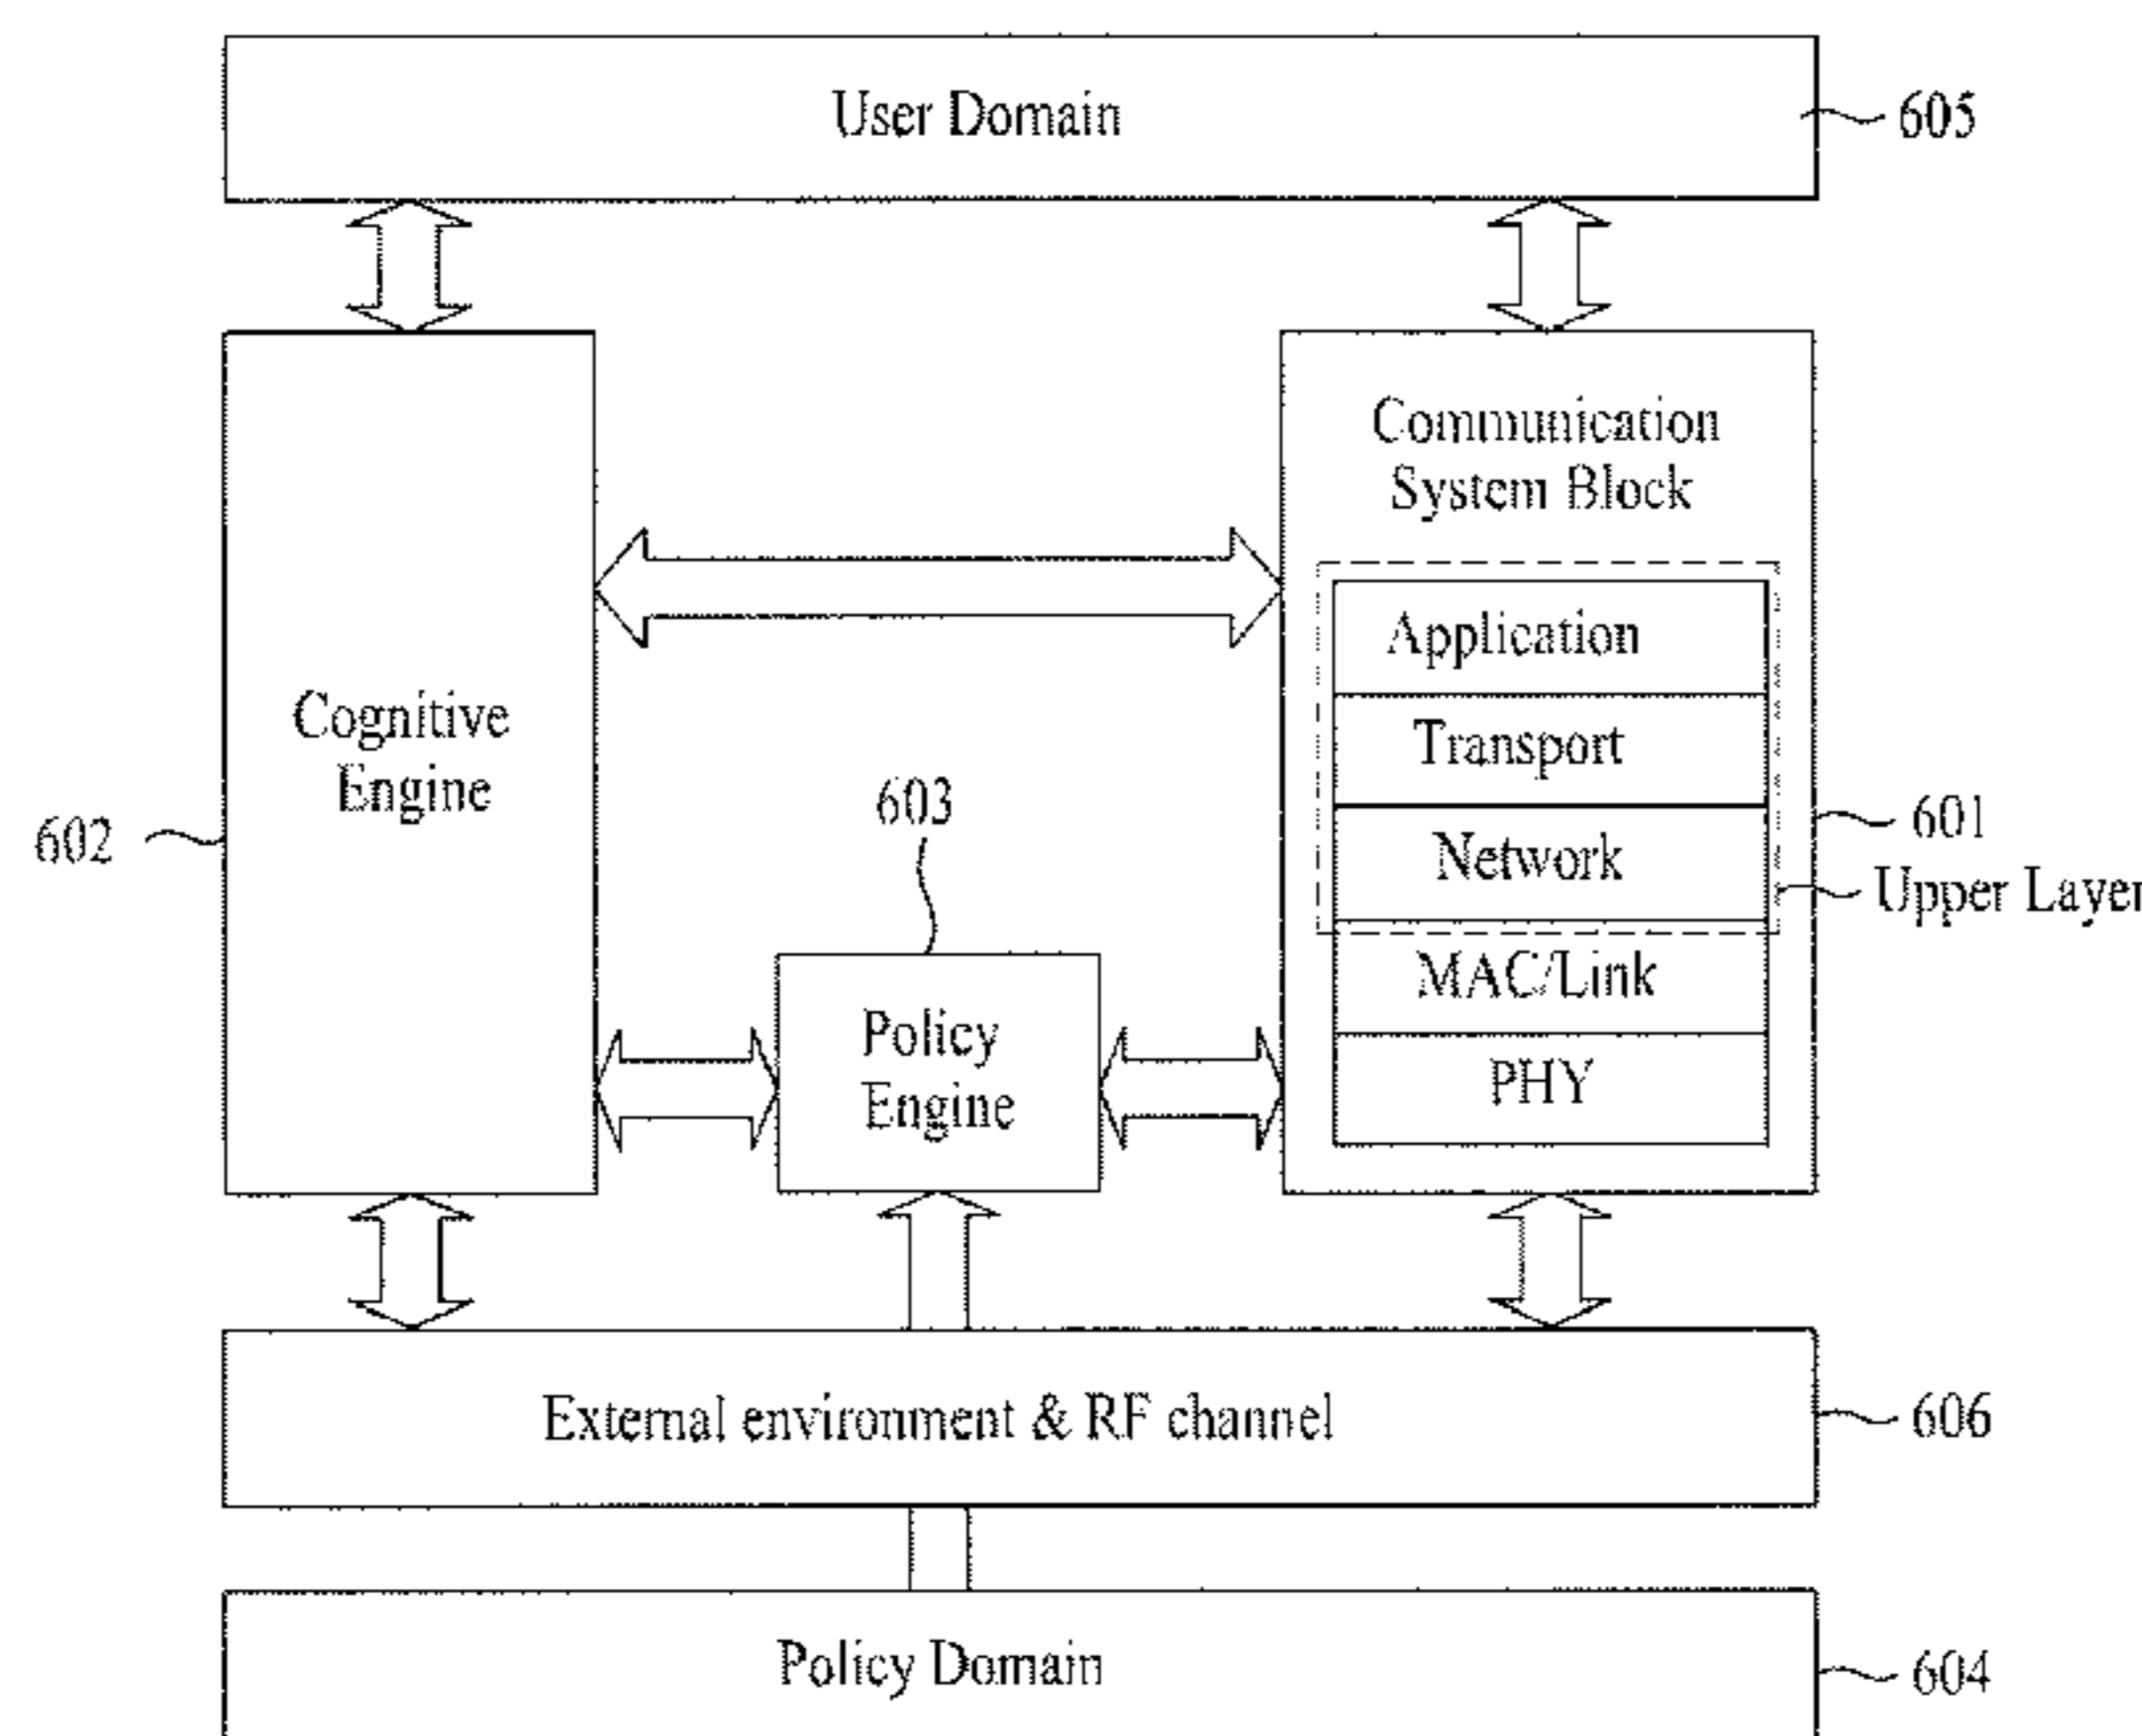 User Domain
605
Communication
System Block
Application
Transport
Network
MAC/Link
PHY
601
Upper Layer
Cognitive
Engine
602
603
Policy
Engine
External environment & RF channel
606
Policy Domain
604